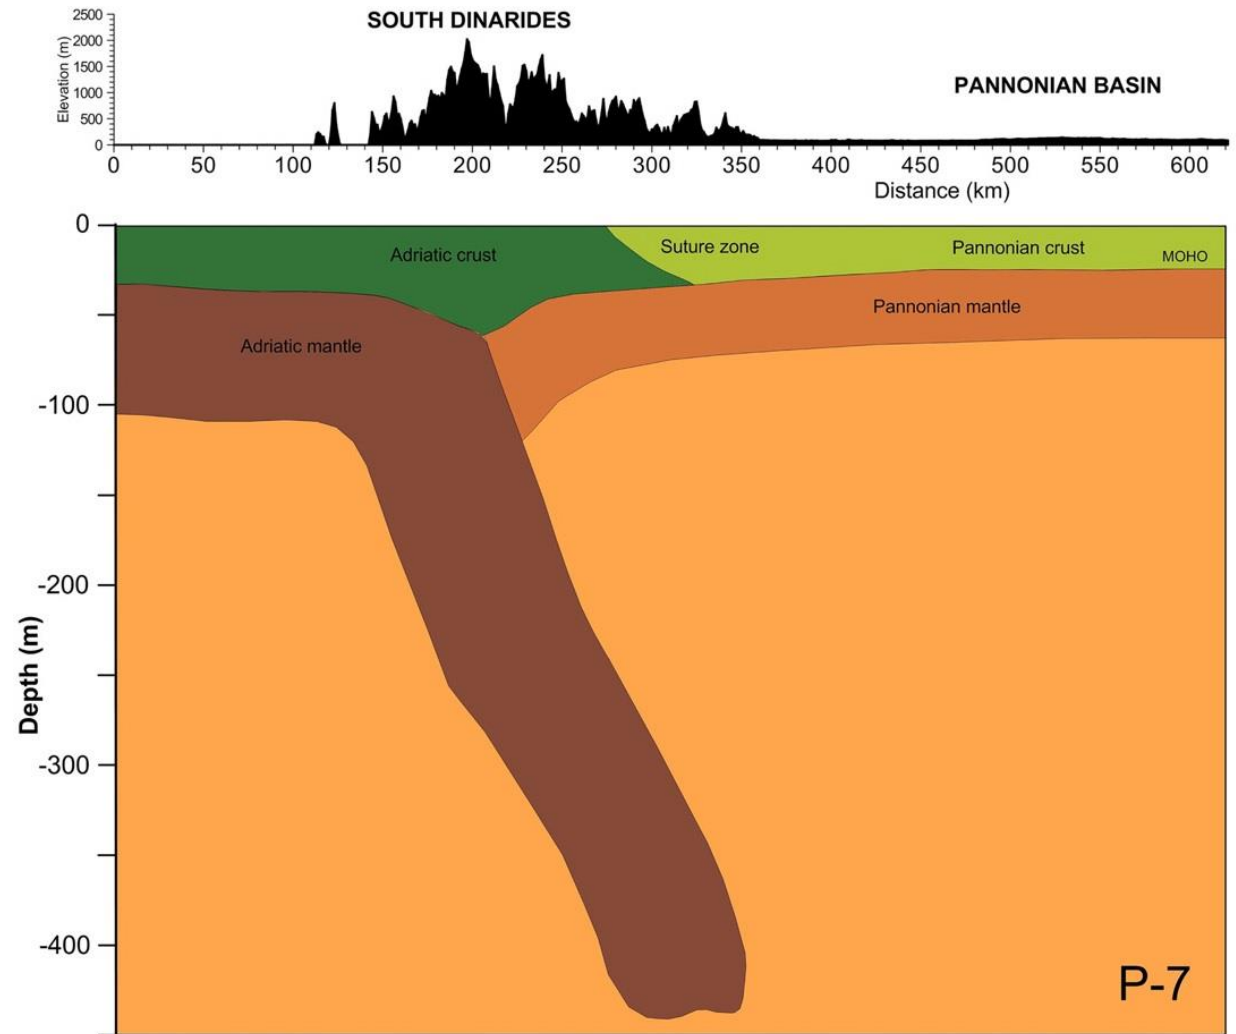 SOUTH DINARIDES
PANNONIAN BASIN
Elevation (m)
2500
2000
1500
1000
500
0
0 50 100 150 200 250 300 350 400 450 500 550 600
Distance (km)
0
Adriatic crust
Suture zone
Pannonian crust
MOHO
Pannonian mantle
Adriatic mantle
-100
-200
Depth (m)
-300
-400
P-7